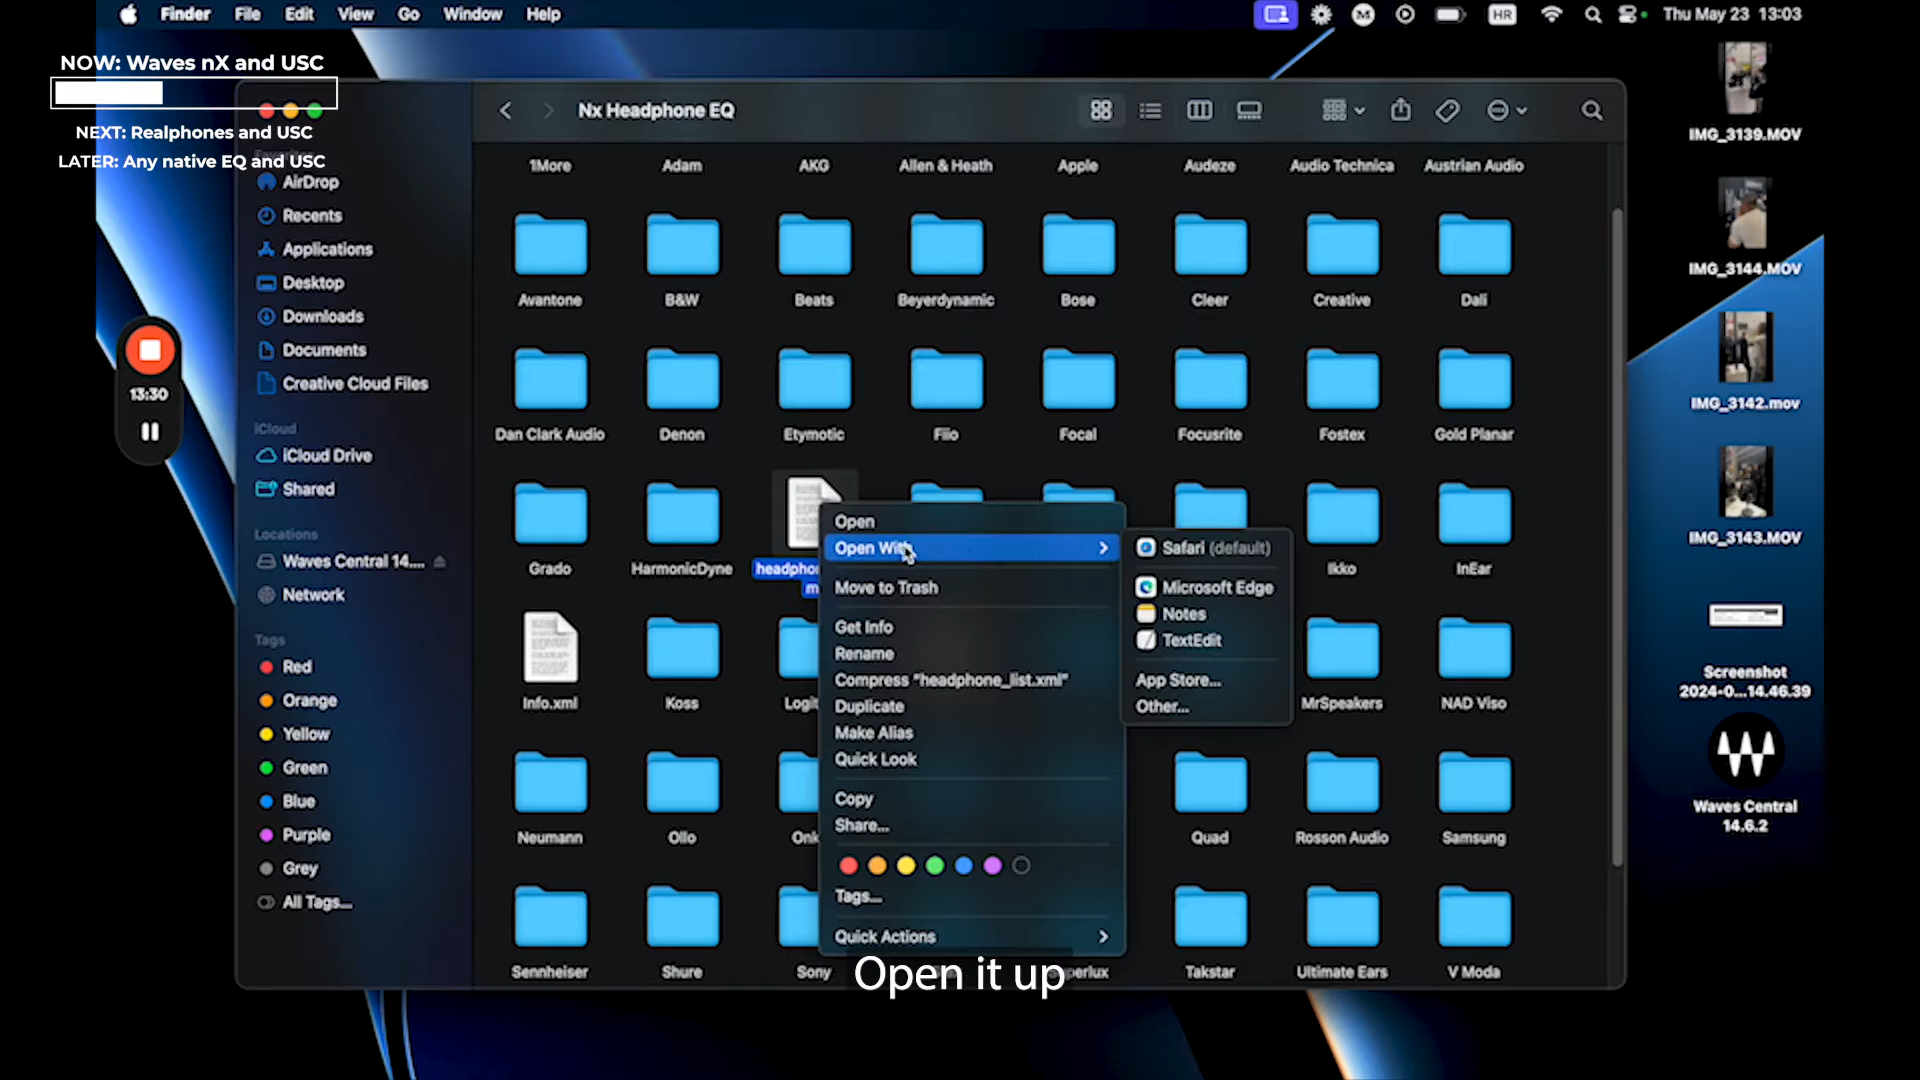 Finder File Edit View Go Window Help
HR
Thu May 23 13:03
NOW: Waves nX and USC
NEXT: Realphones and USC
LATER: Any native EQ and USC
13:30
Nx Headphone EQ
AirDrop
Recents
Applications
Desktop
Downloads
Documents
Creative Cloud Files
iCloud
iCloud Drive
Shared
Locations
Waves Central 14....
Network
Tags
Red
Orange
Yellow
Green
Blue
Purple
Grey
All Tags...
1More Adam AKG Allen & Heath Apple Audeze Audio Technica Austrian Audio
Avantone B&W Beats Beyerdynamic Bose Cleer Creative Dali
Dan Clark Audio Denon Etymotic Fiio Focal Focusrite Fostex Gold Planar
Grado HarmonicDyne Ikko InEar
Info.xml Koss MrSpeakers NAD Viso
Neumann Ollo Quad Rosson Audio Samsung
Sennheiser Shure Sony Takstar Ultimate Ears V Moda
Open
Open With
Move to Trash
Get Info
Rename
Compress "headphone_list.xml"
Duplicate
Make Alias
Quick Look
Copy
Share...
Tags...
Quick Actions
Safari (default)
Microsoft Edge
Notes
TextEdit
App Store...
Other...
IMG_3139.MOV
IMG_3144.MOV
IMG_3142.mov
IMG_3143.MOV
Screenshot
2024-0...14.46.39
Waves Central
14.6.2
Open it up